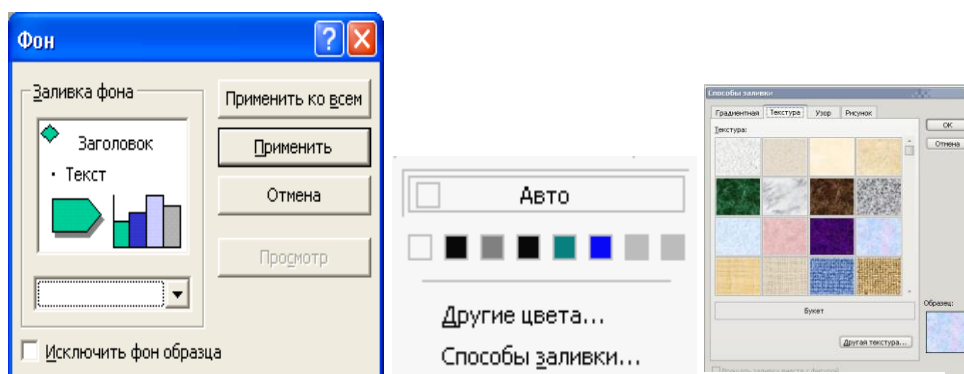 Фон
Заливка фона
Заголовок
· Текст
Применить ко всем
Применить
Отмена
Просмотр
Исключить фон образца
Авто
Другие цвета...
Способы заливки...
Способы заливки
Градиентная Текстура Узор Рисунок
Текстура:
OK
Отмена
Букет
Образец:
Другая текстура...